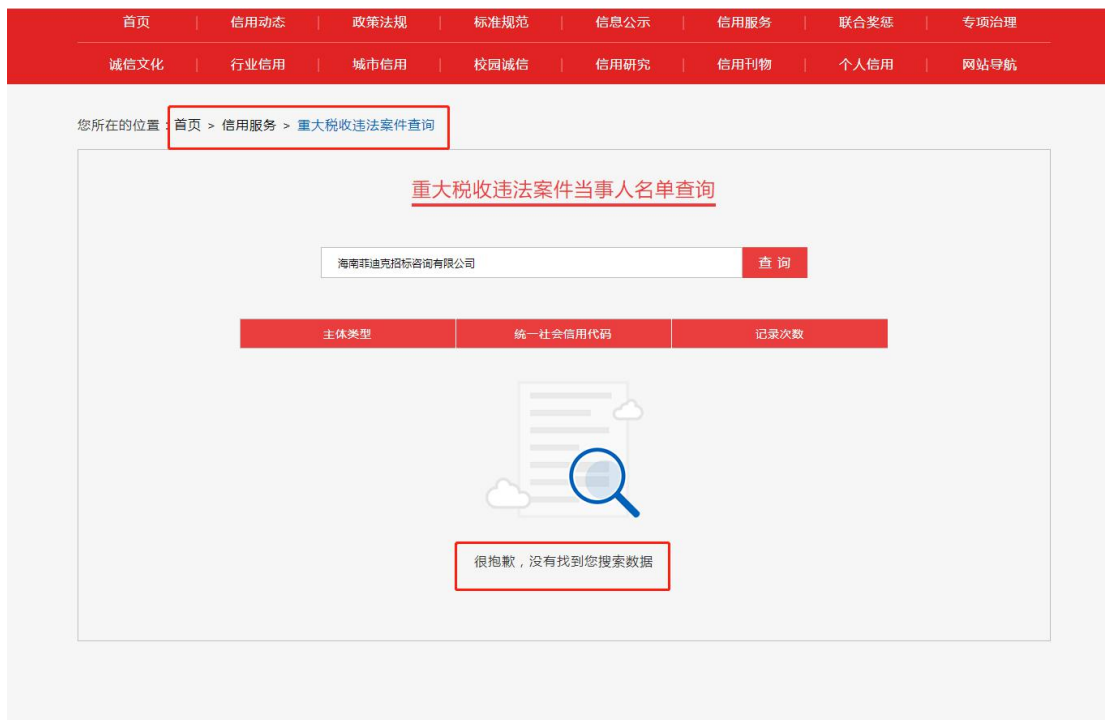 首页 | 信用动态 | 政策法规 | 标准规范 | 信息公示 | 信用服务 | 联合奖惩 | 专项治理
诚信文化 | 行业信用 | 城市信用 | 校园诚信 | 信用研究 | 信用刊物 | 个人信用 | 网站导航
您所在的位置：首页 > 信用服务 > 重大税收违法案件查询
重大税收违法案件当事人名单查询
海南菲迪克招标咨询有限公司 查询
主体类型 统一社会信用代码 记录次数
很抱歉，没有找到您搜索数据